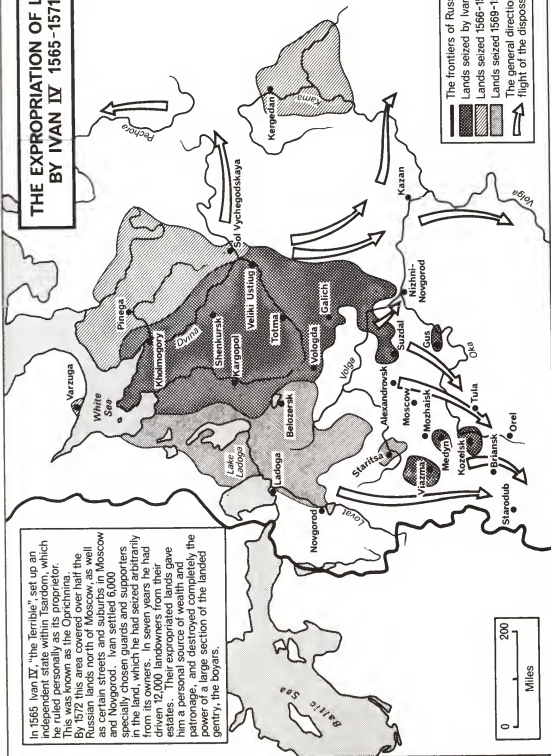 THE EXPROPRIATION OF L
BY IVAN IV 1565-1571
In 1565 Ivan IV, "the Terrible", set up an
independent state within Tsardom, which
he ruled personally as its proprietor.
This was known as the Oprichnina.
By 1572 this area covered over half the
Russian lands north of Moscow, as well
as certain streets and suburbs in Moscow
and Novgorod. Ivan settled 6,000
specially chosen guards and supporters
in the land, which he had seized arbitrarily
from its owners. In seven years he had
driven 12,000 landowners from their
estates. Their expropriated lands gave
him a personal source of wealth and
patronage, and destroyed completely the
power of a large section of the landed
gentry, the boyars.
Varzuga
White
Sea
Pinega
Kholmogory
Dvina
Shenkursk
Kargopol
Sol Vychegodskaya
Veliki Ustiug
Totma
Vologda
Galich
Belozersk
Lake
Ladoga
Ladoga
Novgorod
Lovat
Baltic Sea
Pechora
Kergedan
Kama
Kazan
Volga
Nizhni-
Novgorod
Suzdal
Gus
Oka
Volga
Alexandrovsk
Moscow
Mozhaisk
Staritsa
Viazma
Medyn
Kozelsk
Tula
Briansk
Orel
Starodub
0
200
Miles
The frontiers of Russ
Lands seized by Ivan
Lands seized 1566-15
Lands seized 1569-15
The general direction
flight of the disposs